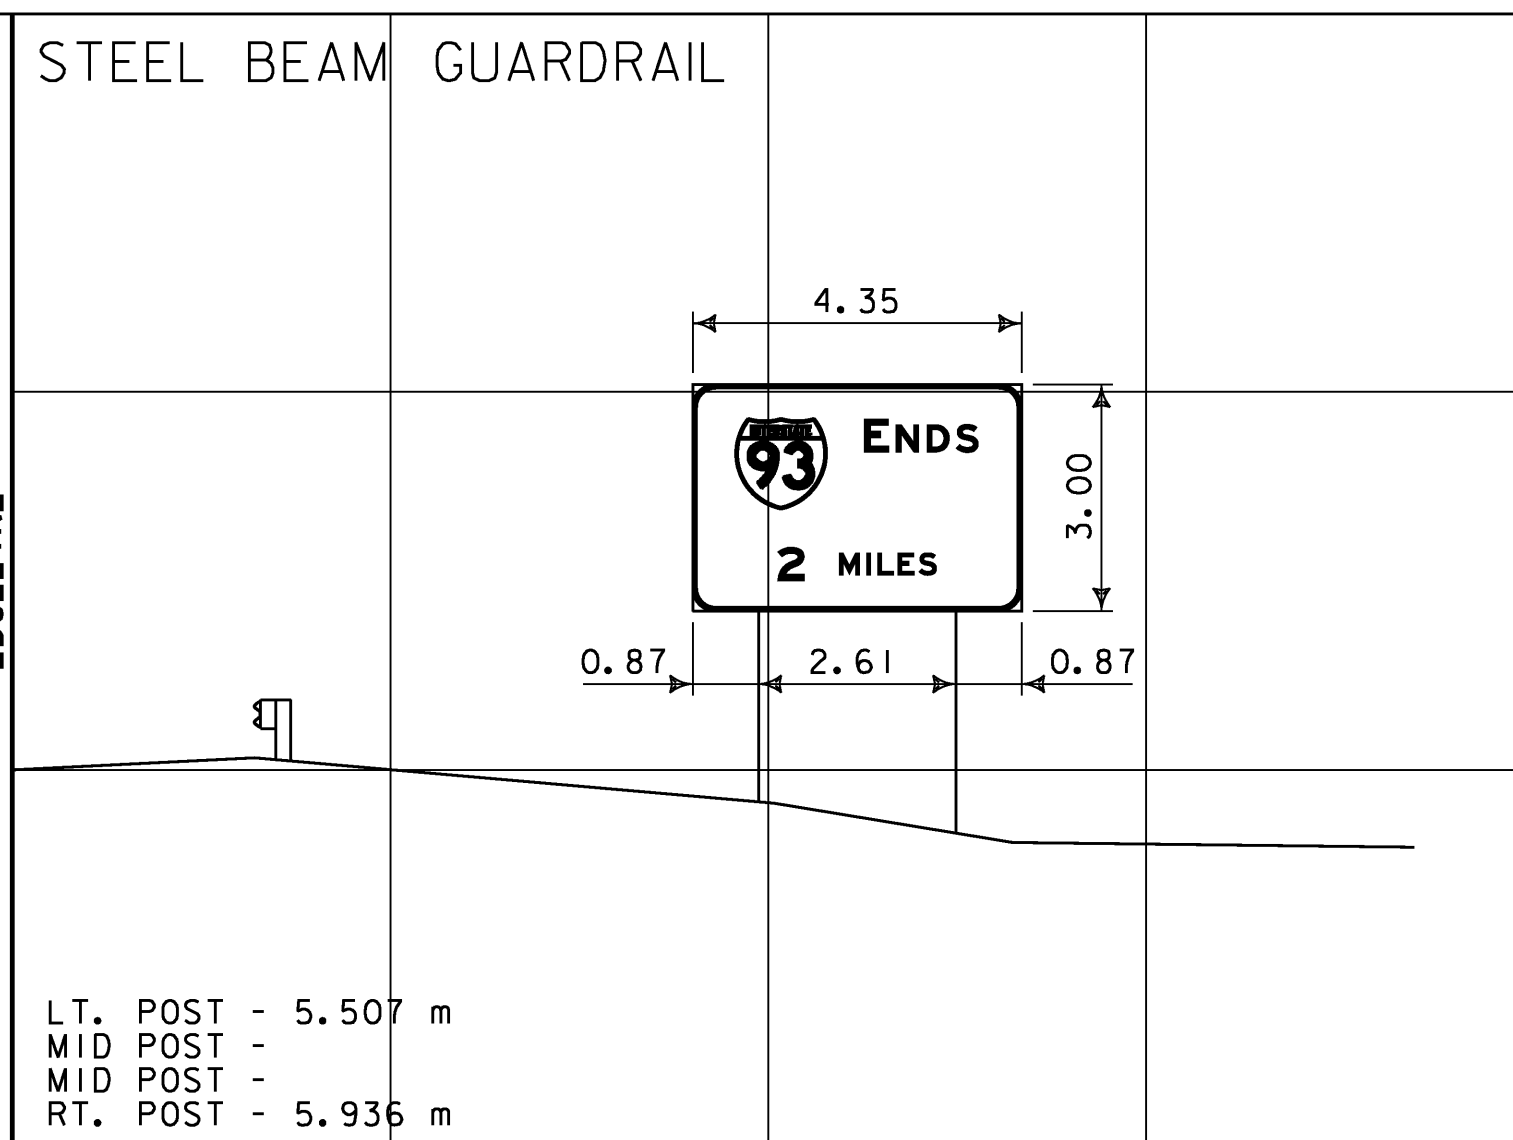 STEEL BEAM GUARDRAIL
4.35
INTERSTATE
93
ENDS
2 MILES
3.00
0.87
2.61
0.87
LT. POST - 5.507 m
MID POST -
MID POST -
RT. POST - 5.936 m